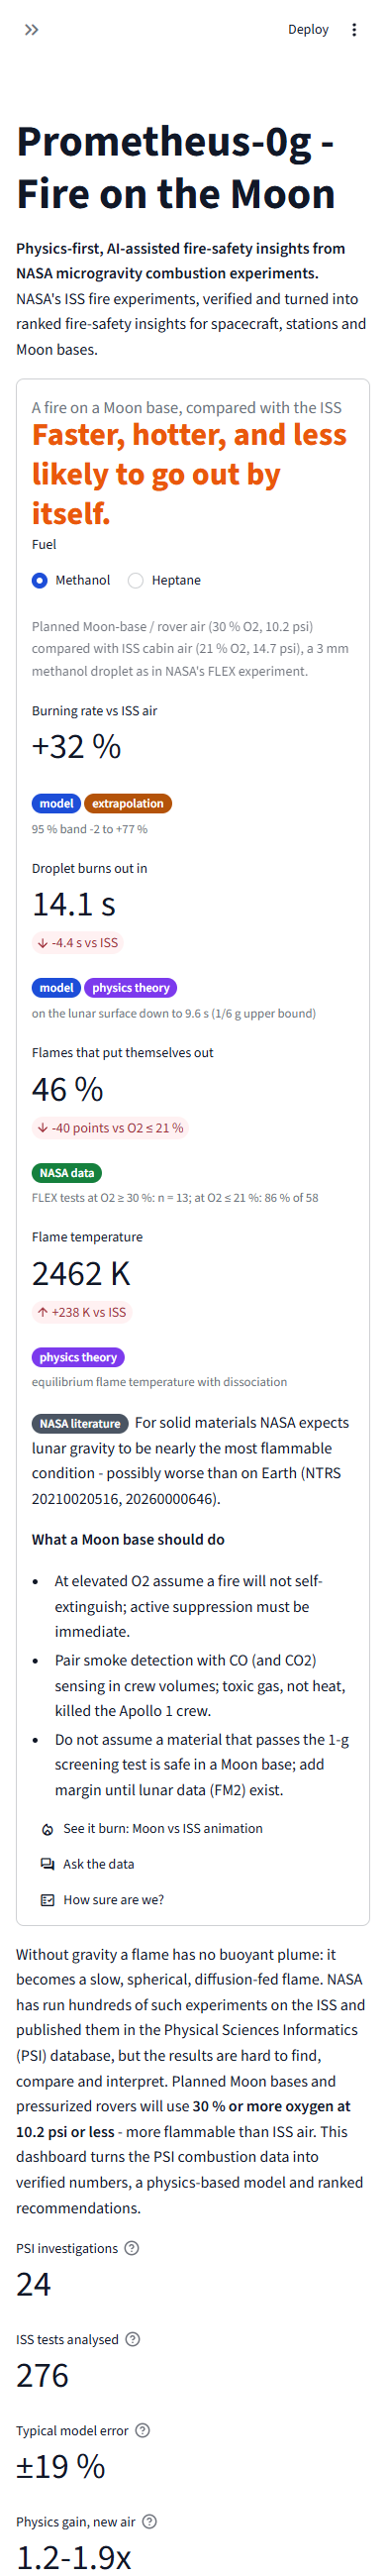 Deploy
Prometheus-0g -
Fire on the Moon
Physics-first, AI-assisted fire-safety insights from
NASA microgravity combustion experiments.
NASA's ISS fire experiments, verified and turned into
ranked fire-safety insights for spacecraft, stations and
Moon bases.
A fire on a Moon base, compared with the ISS
Faster, hotter, and less
likely to go out by
itself.
Fuel
Methanol Heptane
Planned Moon-base / rover air (30 % O2, 10.2 psi)
compared with ISS cabin air (21 % O2, 14.7 psi), a 3 mm
methanol droplet as in NASA's FLEX experiment.
Burning rate vs ISS air
+32 %
model extrapolation
95 % band -2 to +77 %
Droplet burns out in
14.1 s
↓ -4.4 s vs ISS
model physics theory
on the lunar surface down to 9.6 s (1/6 g upper bound)
Flames that put themselves out
46 %
↓ -40 points vs O2 ≤ 21 %
NASA data
FLEX tests at O2 ≥ 30 %: n = 13; at O2 ≤ 21 %: 86 % of 58
Flame temperature
2462 K
↑ +238 K vs ISS
physics theory
equilibrium flame temperature with dissociation
NASA literature For solid materials NASA expects
lunar gravity to be nearly the most flammable
condition - possibly worse than on Earth (NTRS
20210020516, 20260000646).
What a Moon base should do
• At elevated O2 assume a fire will not self-
extinguish; active suppression must be
immediate.
• Pair smoke detection with CO (and CO2)
sensing in crew volumes; toxic gas, not heat,
killed the Apollo 1 crew.
• Do not assume a material that passes the 1-g
screening test is safe in a Moon base; add
margin until lunar data (FM2) exist.
See it burn: Moon vs ISS animation
Ask the data
How sure are we?
Without gravity a flame has no buoyant plume: it
becomes a slow, spherical, diffusion-fed flame. NASA
has run hundreds of such experiments on the ISS and
published them in the Physical Sciences Informatics
(PSI) database, but the results are hard to find,
compare and interpret. Planned Moon bases and
pressurized rovers will use 30 % or more oxygen at
10.2 psi or less - more flammable than ISS air. This
dashboard turns the PSI combustion data into
verified numbers, a physics-based model and ranked
recommendations.
PSI investigations
24
ISS tests analysed
276
Typical model error
±19 %
Physics gain, new air
1.2-1.9x